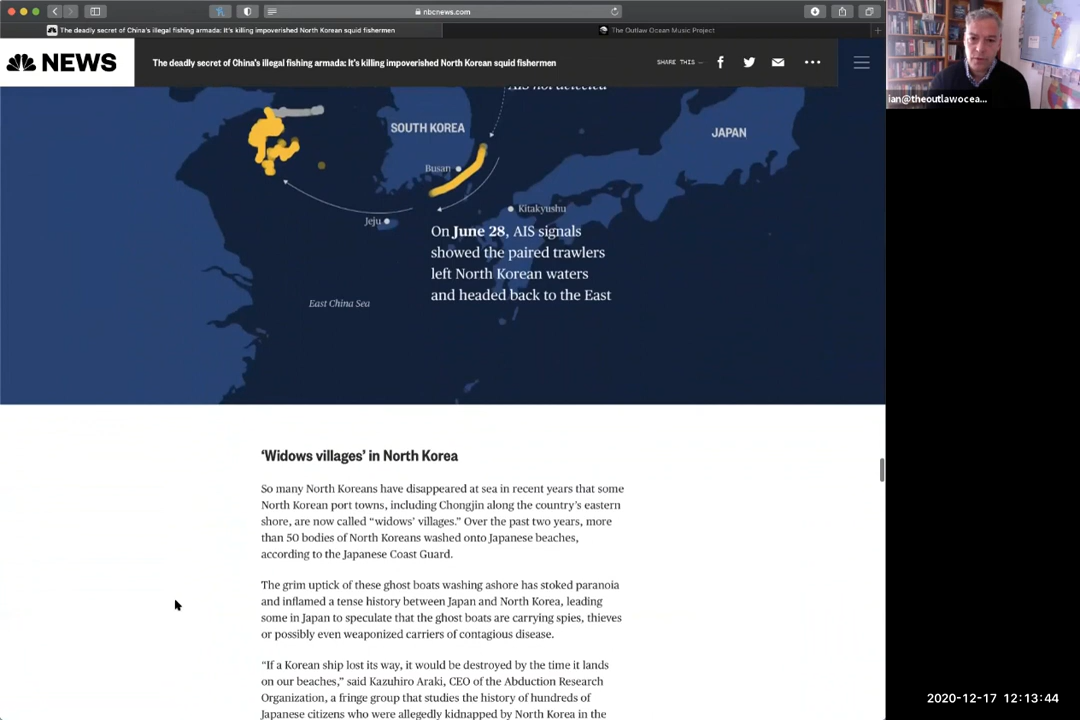 nbcnews.com
The deadly secret of China's illegal fishing armada: It's killing impoverished North Korean squid fishermen
The Outlaw Ocean Music Project
NEWS
The deadly secret of China's illegal fishing armada: It's killing impoverished North Korean squid fishermen
SHARE THIS —
ian@theoutlawocea...
AIS not detected
SOUTH KOREA
JAPAN
Busan
Kitakyushu
Jeju
On June 28, AIS signals
showed the paired trawlers
left North Korean waters
and headed back to the East
East China Sea
‘Widows villages’ in North Korea
So many North Koreans have disappeared at sea in recent years that some
North Korean port towns, including Chongjin along the country’s eastern
shore, are now called “widows’ villages.” Over the past two years, more
than 50 bodies of North Koreans washed onto Japanese beaches,
according to the Japanese Coast Guard.
The grim uptick of these ghost boats washing ashore has stoked paranoia
and inflamed a tense history between Japan and North Korea, leading
some in Japan to speculate that the ghost boats are carrying spies, thieves
or possibly even weaponized carriers of contagious disease.
“If a Korean ship lost its way, it would be destroyed by the time it lands
on our beaches,” said Kazuhiro Araki, CEO of the Abduction Research
Organization, a fringe group that studies the history of hundreds of
Japanese citizens who were allegedly kidnapped by North Korea in the
2020-12-17 12:13:44